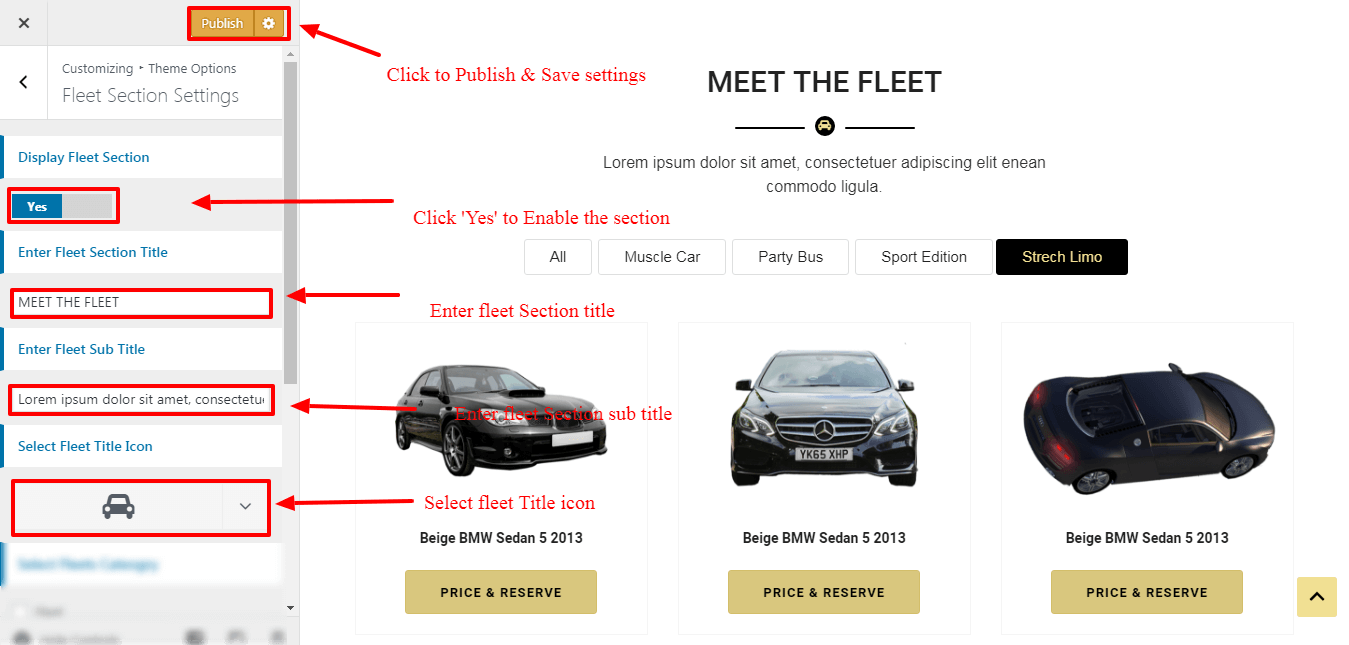 Publish
Click to Publish & Save settings
Customizing ‣ Theme Options
Fleet Section Settings
Display Fleet Section
Yes
Click 'Yes' to Enable the section
Enter Fleet Section Title
MEET THE FLEET
Enter fleet Section title
Enter Fleet Sub Title
Lorem ipsum dolor sit amet, consectetu
Enter fleet Section sub title
Select Fleet Title Icon
Select fleet Title icon
Select Fleets Category
Hide Controls
MEET THE FLEET
Lorem ipsum dolor sit amet, consectetuer adipiscing elit enean
commodo ligula.
All
Muscle Car
Party Bus
Sport Edition
Strech Limo
YK65 XHP
Beige BMW Sedan 5 2013
PRICE & RESERVE
Beige BMW Sedan 5 2013
PRICE & RESERVE
Beige BMW Sedan 5 2013
PRICE & RESERVE